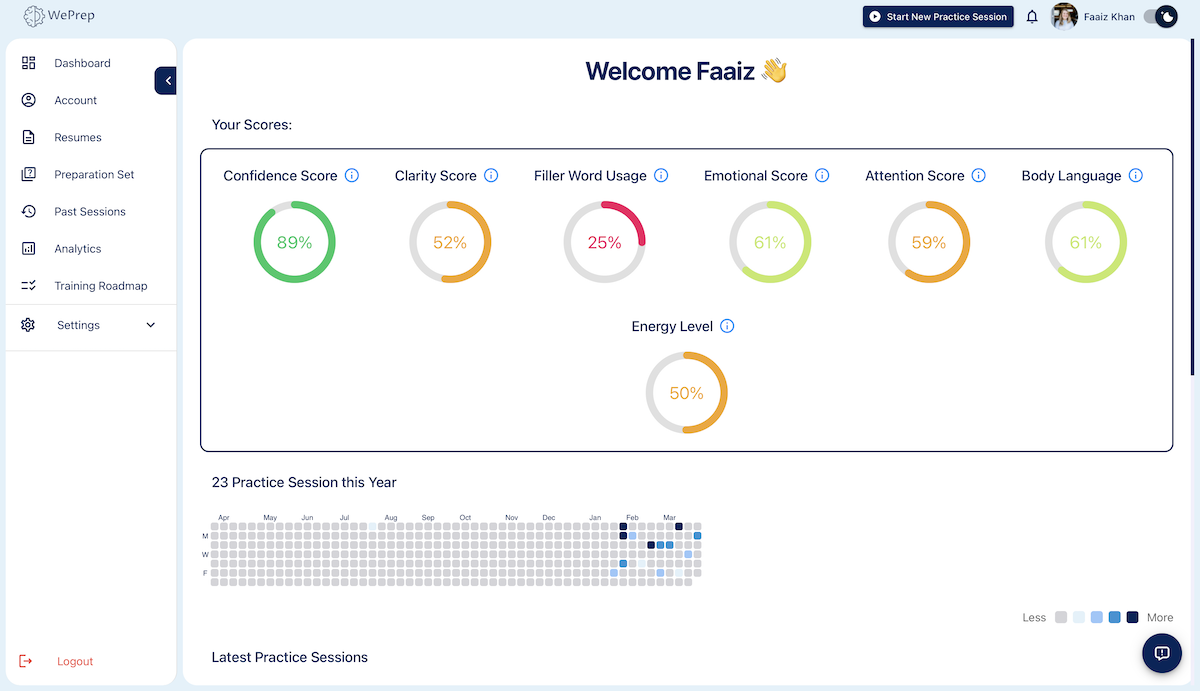 WePrep
Start New Practice Session
Faaiz Khan
Dashboard
Account
Resumes
Preparation Set
Past Sessions
Analytics
Training Roadmap
Settings
Logout
Welcome Faaiz 👋
Your Scores:
Confidence Score
Clarity Score
Filler Word Usage
Emotional Score
Attention Score
Body Language
89%
52%
25%
61%
59%
61%
Energy Level
50%
23 Practice Session this Year
Apr May Jun Jul Aug Sep Oct Nov Dec Jan Feb Mar
M
W
F
Less
More
Latest Practice Sessions